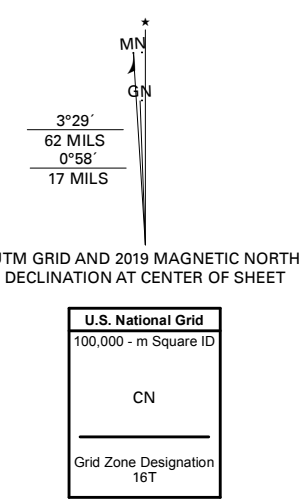 ★
MN
GN
3°29´
62 MILS
0°58´
17 MILS
UTM GRID AND 2019 MAGNETIC NORTH
DECLINATION AT CENTER OF SHEET
U.S. National Grid
100,000 - m Square ID
CN
Grid Zone Designation
16T